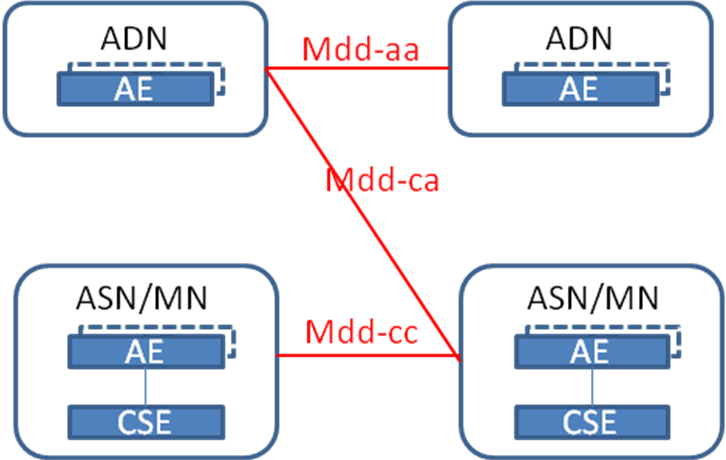 ADN
AE
Mdd-aa
ADN
AE
Mdd-ca
ASN/MN
AE
CSE
Mdd-cc
ASN/MN
AE
CSE